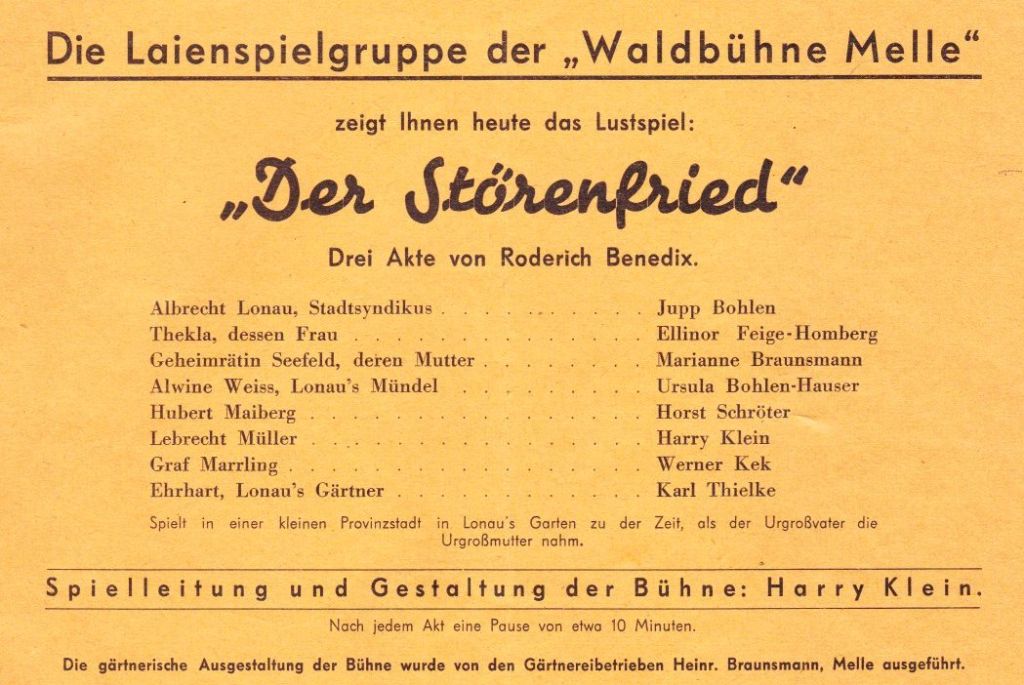 Die Laienspielgruppe der „Waldbühne Melle“
zeigt Ihnen heute das Lustspiel:
„Der Störenfried“
Drei Akte von Roderich Benedix.
Albrecht Lonau, Stadtsyndikus . . . . . . . . . . Jupp Bohlen
Thekla, dessen Frau . . . . . . . . . . . . . . Ellinor Feige-Homberg
Geheimrätin Seefeld, deren Mutter . . . . . . . . Marianne Braunsmann
Alwine Weiss, Lonau's Mündel . . . . . . . . . Ursula Bohlen-Hauser
Hubert Maiberg . . . . . . . . . . . . . . . . Horst Schröter
Lebrecht Müller . . . . . . . . . . . . . . . . Harry Klein
Graf Marrling . . . . . . . . . . . . . . . . . Werner Kek
Ehrhart, Lonau's Gärtner . . . . . . . . . . . . Karl Thielke
Spielt in einer kleinen Provinzstadt in Lonau's Garten zu der Zeit, als der Urgroßvater die
Urgroßmutter nahm.
Spielleitung und Gestaltung der Bühne: Harry Klein.
Nach jedem Akt eine Pause von etwa 10 Minuten.
Die gärtnerische Ausgestaltung der Bühne wurde von den Gärtnereibetrieben Heinr. Braunsmann, Melle ausgeführt.